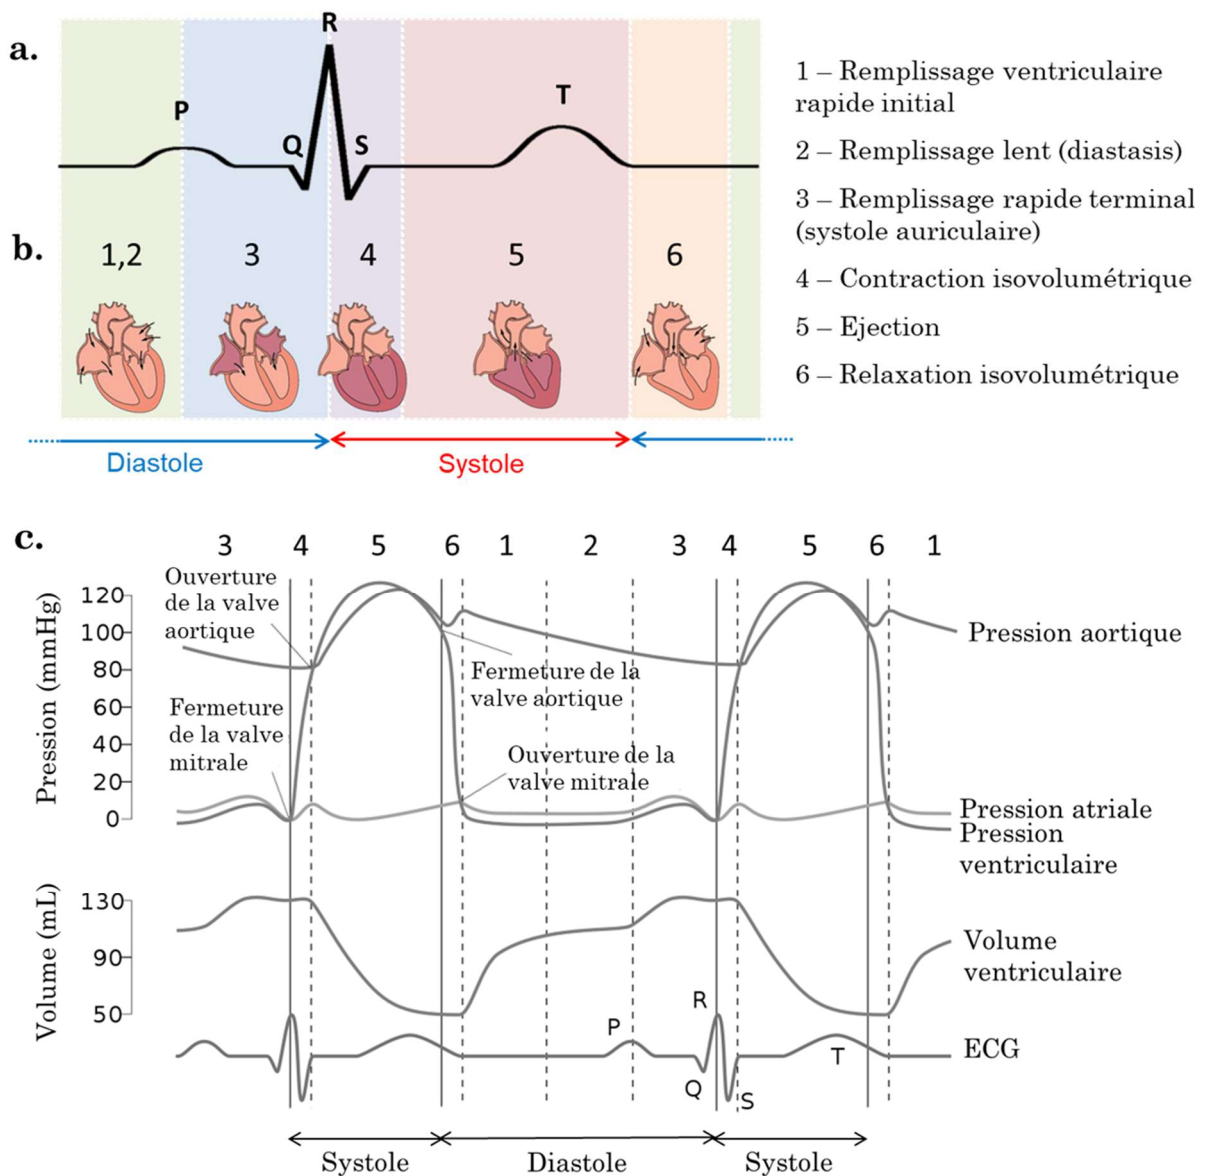 a.
R
P
Q
S
T
1 – Remplissage ventriculaire
rapide initial
2 – Remplissage lent (diastasis)
3 – Remplissage rapide terminal
(systole auriculaire)
4 – Contraction isovolumétrique
5 – Ejection
6 – Relaxation isovolumétrique
b.
1,2 3 4 5 6
Diastole
Systole
c.
3 4 5 6 1 2 3 4 5 6 1
Pression (mmHg)
120
100
80
60
40
20
0
Ouverture
de la valve
aortique
Fermeture
de la valve
mitrale
Fermeture de la
valve aortique
Ouverture de la
valve mitrale
Pression aortique
Pression atriale
Pression
ventriculaire
Volume (mL)
130
90
50
Volume
ventriculaire
R
P
Q
S
T
ECG
Systole
Diastole
Systole